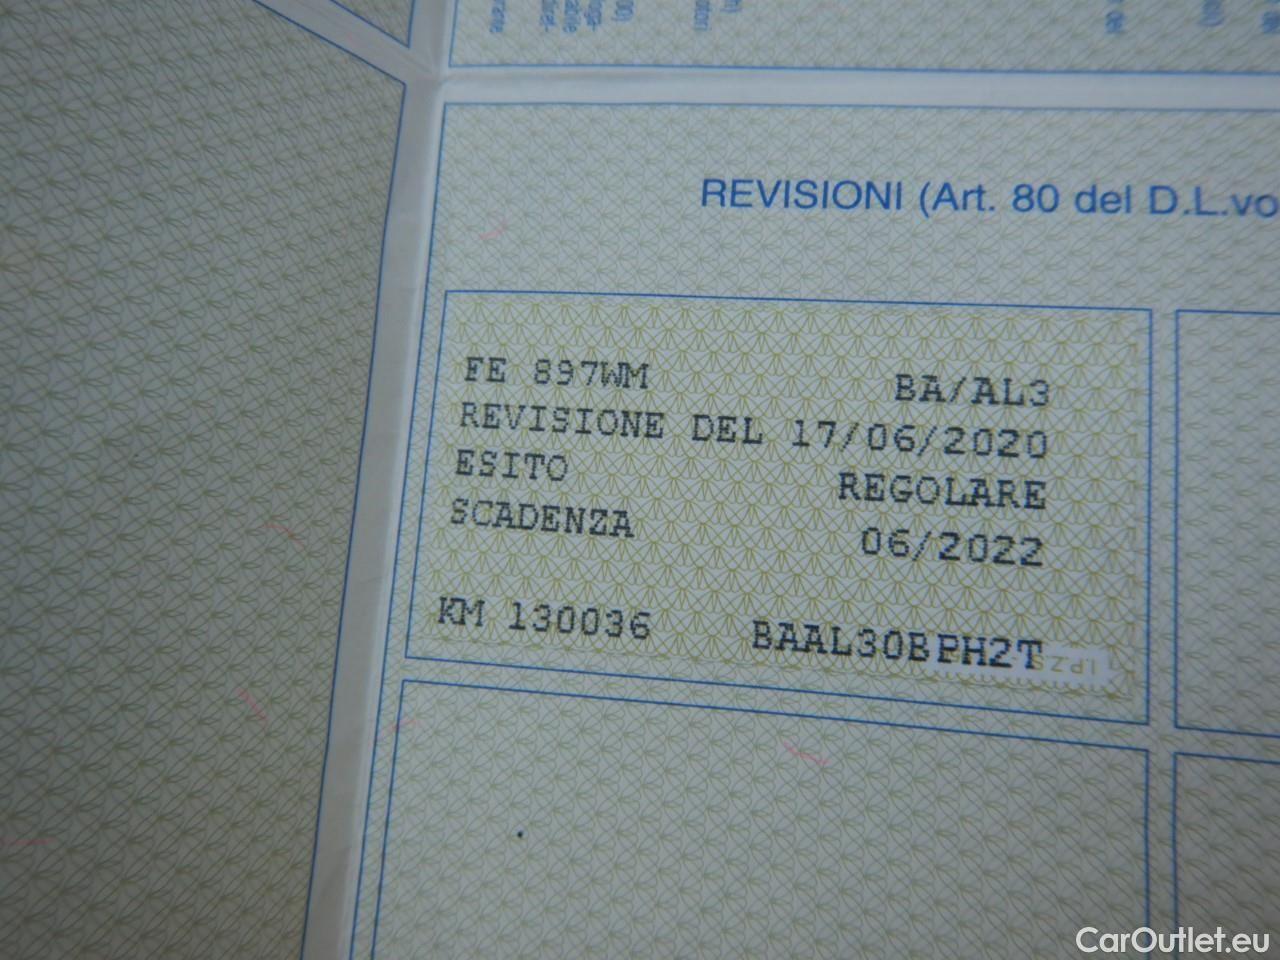 REVISIONI (Art. 80 del D.L.vo
FE 897WM BA/AL3
REVISIONE DEL 17/06/2020
ESITO REGOLARE
SCADENZA 06/2022
KM 130036 BAAL30BPH2T
I.P.Z.S.
CarOutlet.eu